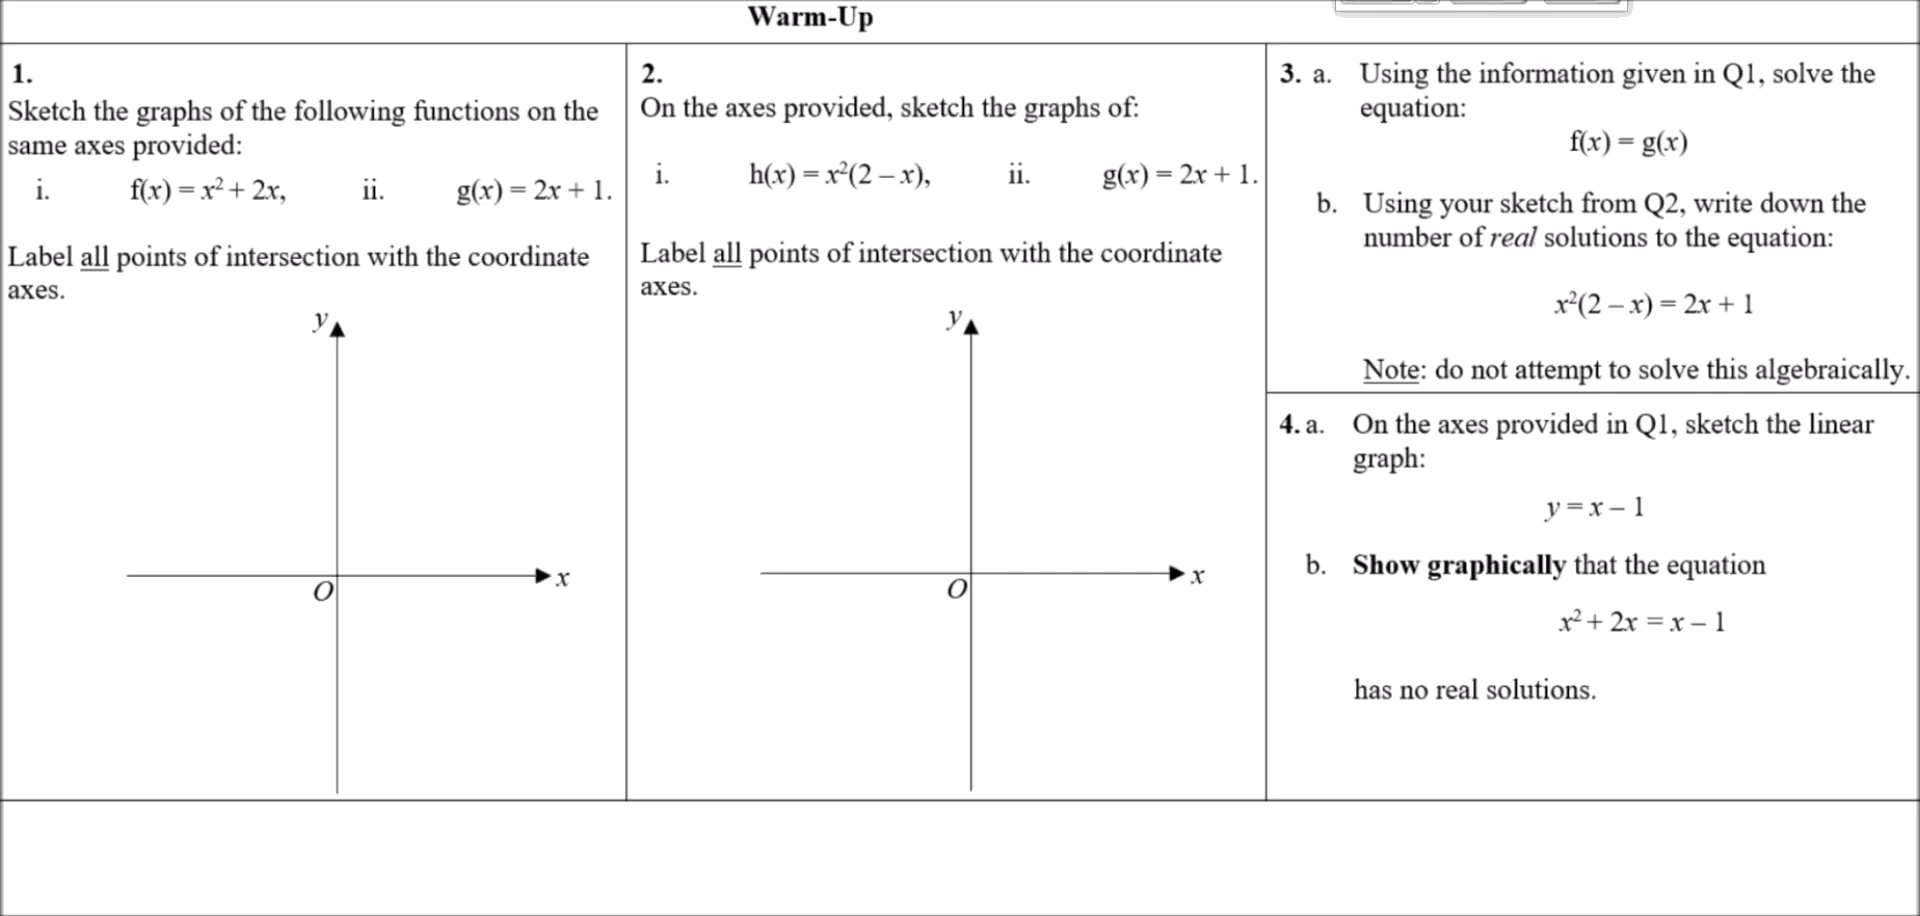 Warm-Up
1.
Sketch the graphs of the following functions on the
same axes provided:
i. f(x) = x² + 2x, ii. g(x) = 2x + 1.
Label all points of intersection with the coordinate
axes.
y
x
O
2.
On the axes provided, sketch the graphs of:
i. h(x) = x²(2 – x), ii. g(x) = 2x + 1.
Label all points of intersection with the coordinate
axes.
y
x
O
3. a. Using the information given in Q1, solve the
equation:
f(x) = g(x)
b. Using your sketch from Q2, write down the
number of real solutions to the equation:
x²(2 – x) = 2x + 1
Note: do not attempt to solve this algebraically.
4. a. On the axes provided in Q1, sketch the linear
graph:
y = x – 1
b. Show graphically that the equation
x² + 2x = x – 1
has no real solutions.